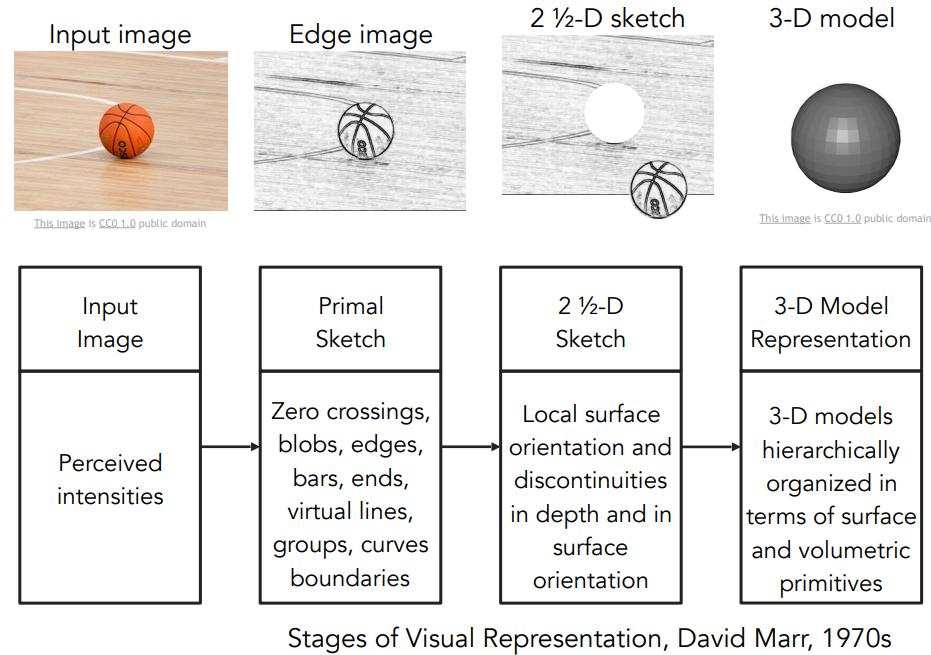 Input image
Edge image
2 ½-D sketch
3-D model
This image is CC0 1.0 public domain
This image is CC0 1.0 public domain
Input
Image
Primal
Sketch
2 ½-D
Sketch
3-D Model
Representation
Perceived
intensities
Zero crossings,
blobs, edges,
bars, ends,
virtual lines,
groups, curves
boundaries
Local surface
orientation and
discontinuities
in depth and in
surface
orientation
3-D models
hierarchically
organized in
terms of surface
and volumetric
primitives
Stages of Visual Representation, David Marr, 1970s